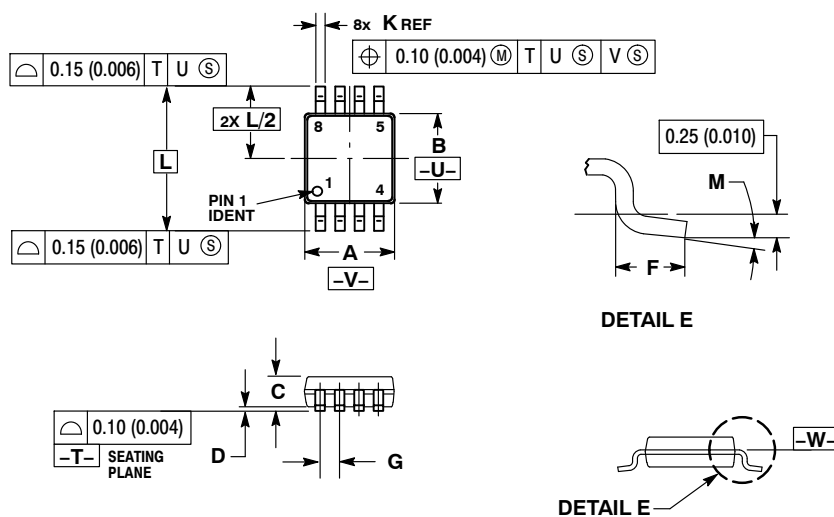 8x K REF
0.15 (0.006) T U Ⓢ
0.10 (0.004) Ⓜ T U Ⓢ V Ⓢ
2X L/2
8 5
B
–U–
L
PIN 1
IDENT
1
4
0.15 (0.006) T U Ⓢ
A
–V–
0.25 (0.010)
M
F
DETAIL E
C
0.10 (0.004)
–T– SEATING
PLANE
D
G
–W–
DETAIL E